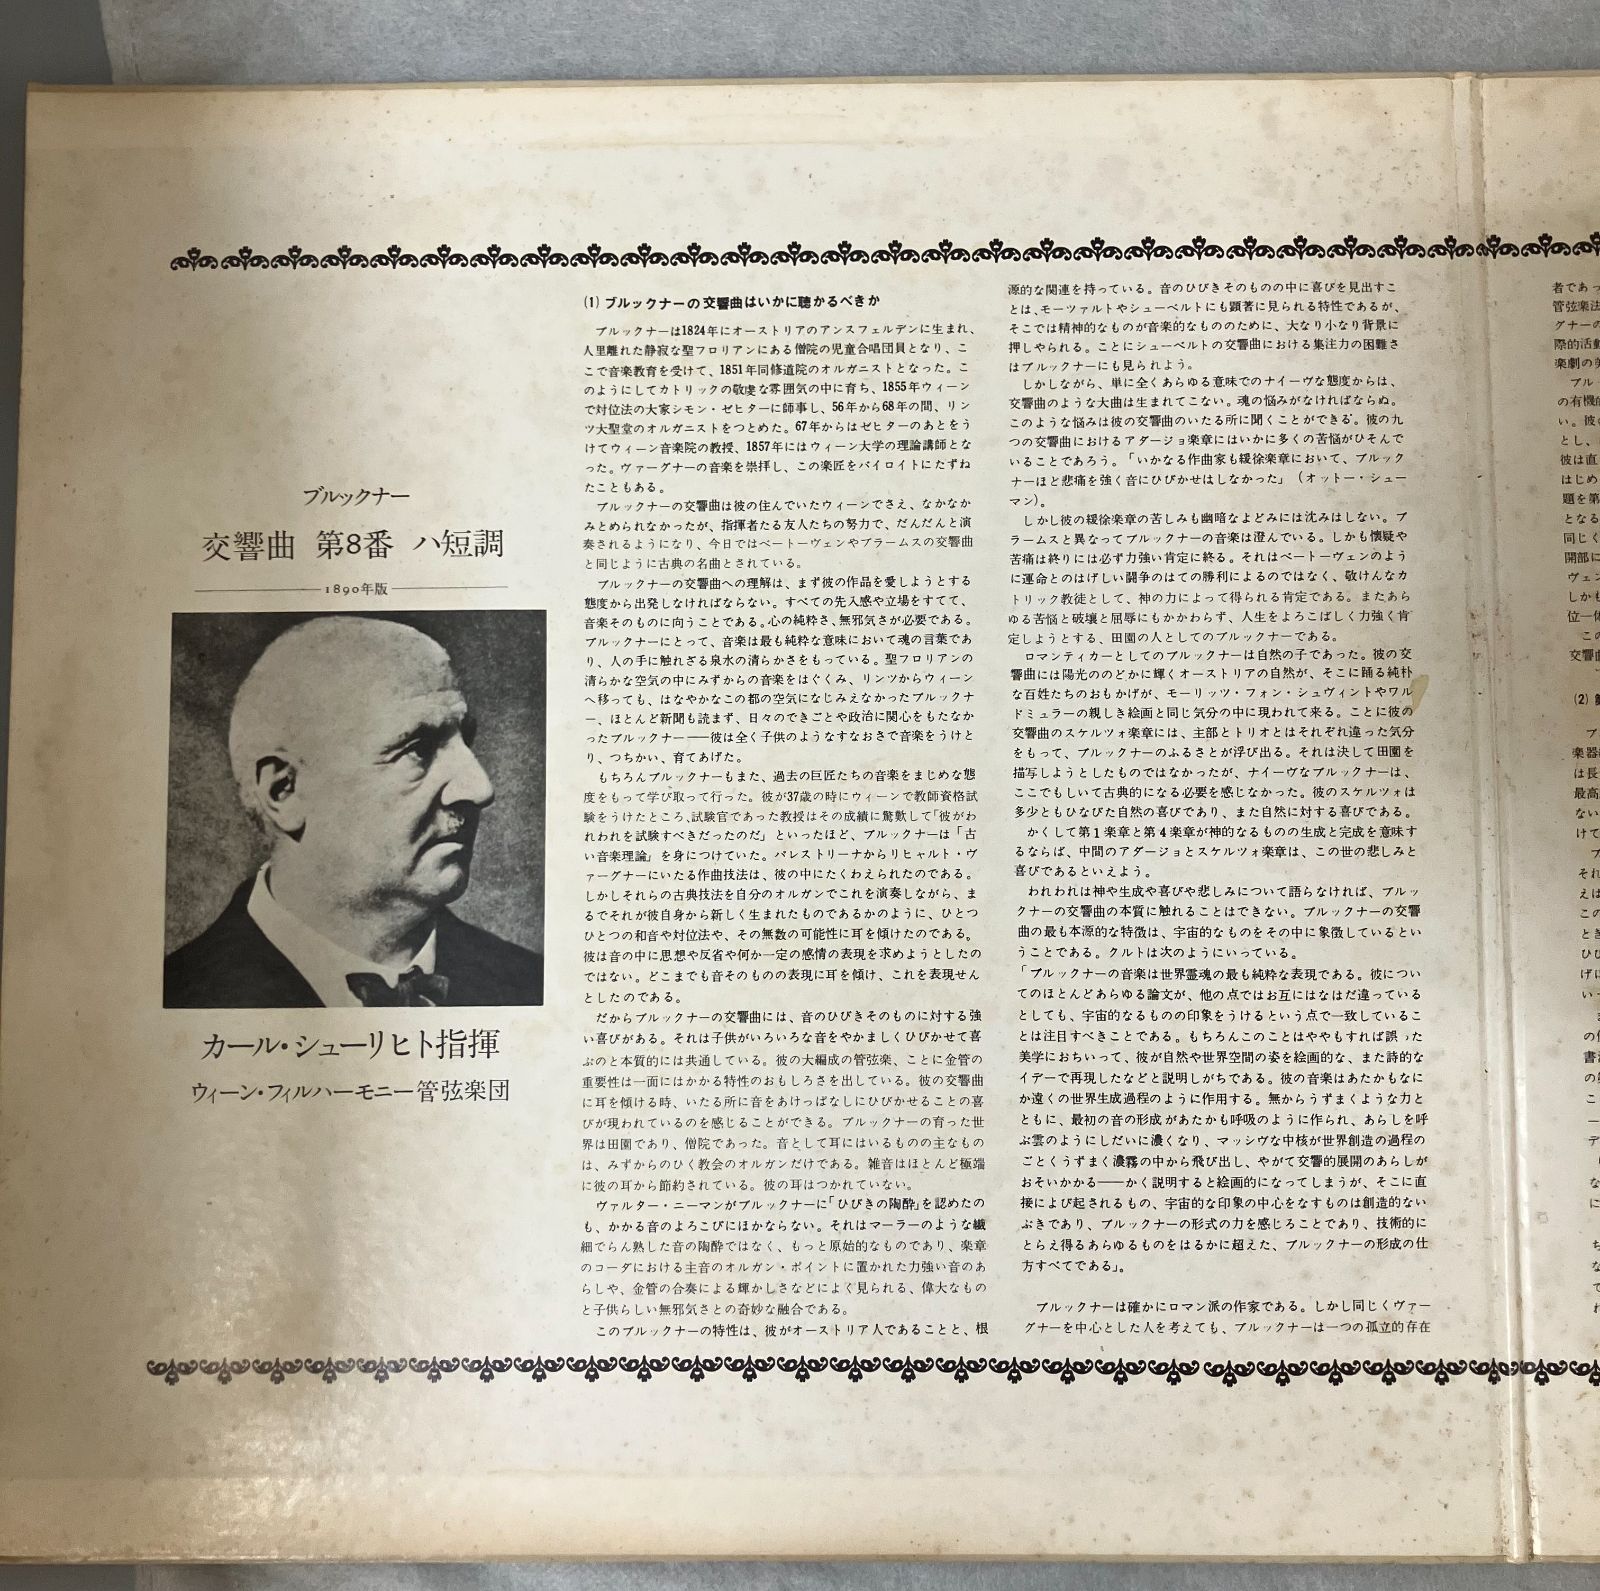 ブルックナー
交響曲 第8番 ハ短調
1890年版
カール・シューリヒト指揮
ウィーン・フィルハーモニー管弦楽団
(1) ブルックナーの交響曲はいかに聴かるべきか
ブルックナーは1824年にオーストリアのアンスフェルデンに生まれ、
人里離れた静寂な聖フロリアンにある僧院の児童合唱団員となり、こ
こで音楽教育を受けて、1851年同修道院のオルガニストとなった。こ
のようにしてカトリックの敬虔な雰囲気の中に育ち、1855年ウィーン
で対位法の大家シモン・ゼヒターに師事し、56年から68年の間、リン
ツ大聖堂のオルガニストをつとめた。67年からはゼヒターのあとをう
けてウィーン音楽院の教授、1857年にはウィーン大学の理論講師とな
った。ヴァーグナーの音楽を崇拝し、この楽匠をバイロイトにたずね
たこともある。
ブルックナーの交響曲は彼の住んでいたウィーンでさえ、なかなか
みとめられなかったが、指揮者たる友人たちの努力で、だんだんと演
奏されるようになり、今日ではベートーヴェンやブラームスの交響曲
と同じように古典の名曲とされている。
ブルックナーの交響曲への理解は、まず彼の作品を愛しようとする
態度から出発しなければならない。すべての先入感や立場をすてて、
音楽そのものに向うことである。心の純粋さ、無邪気さが必要である。
ブルックナーにとって、音楽は最も純粋な意味において魂の言葉であ
り、人の手に触れざる泉水の清らかさをもっている。聖フロリアンの
清らかな空気の中にみずからの音楽をはぐくみ、リンツからウィーン
へ移っても、はなやかなこの都の空気になじみえなかったブルックナ
ー、ほとんど新聞も読まず、日々のできごとや政治に関心をもたなか
ったブルックナー——彼は全く子供のようなすなおさで音楽をうけと
り、つちかい、育てあげた。
もちろんブルックナーもまた、過去の巨匠たちの音楽をまじめな態
度をもって学び取って行った。彼が37歳の時にウィーンで教師資格試
験をうけたところ、試験官であった教授はその成績に驚歎して「彼がわ
れわれを試験すべきだったのだ」といったほど、ブルックナーは「古
い音楽理論」を身につけていた。パレストリーナからリヒャルト・ヴ
ァーグナーにいたる作曲技法は、彼の中にたくわえられたのである。
しかしそれらの古典技法を自分のオルガンでこれを演奏しながら、ま
るでそれが彼自身から新しく生まれたものであるかのように、ひとつ
ひとつの和音や対位法や、その無数の可能性に耳を傾けたのである。
彼は音の中に思想や反省や何か一定の感情の表現を求めようとしたの
ではない。どこまでも音そのものの表現に耳を傾け、これを表現せん
としたのである。
だからブルックナーの交響曲には、音のひびきそのものに対する強
い喜びがある。それは子供がいろいろな音をやかましくひびかせて喜
ぶのと本質的には共通している。彼の大編成の管弦楽、ことに金管の
重要性は一面にはかかる特性のおもしろさを出している。彼の交響曲
に耳を傾ける時、いたる所に音をあけっぱなしにひびかせることの喜
びが現われているのを感じることができる。ブルックナーの育った世
界は田園であり、僧院であった。音として耳にはいるものの主なもの
は、みずからのひく教会のオルガンだけである。雑音はほとんど極端
に彼の耳から節約されている。彼の耳はつかれていない。
ヴァルター・ニーマンがブルックナーに「ひびきの陶酔」を認めたの
も、かかる音のよろこびにほかならない。それはマーラーのような繊
細でらん熟した音の陶酔ではなく、もっと原始的なものであり、楽章
のコーダにおける主音のオルガン・ポイントに置かれた力強い音のあ
らしや、金管の合奏による輝かしさなどによく見られる、偉大なもの
と子供らしい無邪気さとの奇妙な融合である。
このブルックナーの特性は、彼がオーストリア人であることと、根
源的な関連を持っている。音のひびきそのものの中に喜びを見出すこ
とは、モーツァルトやシューベルトにも顕著に見られる特性であるが、
そこでは精神的なものが音楽的なもののために、大なり小なり背景に
押しやられる。ことにシューベルトの交響曲における集注力の困難さ
はブルックナーにも見られよう。
しかしながら、単に全くあらゆる意味でのナイーヴな態度からは、
交響曲のような大曲は生まれてこない。魂の悩みがなければならぬ。
このような悩みは彼の交響曲のいたる所に聞くことができる。彼の九
つの交響曲におけるアダージョ楽章にはいかに多くの苦悩がひそんで
いることであろう。「いかなる作曲家も緩徐楽章において、ブルック
ナーほど悲痛を強く音にひびかせはしなかった」（オットー・シュー
マン）。
しかし彼の緩徐楽章の苦しみも幽暗なよどみには沈みはしない。ブ
ラームスと異なってブルックナーの音楽は澄んでいる。しかも懐疑や
苦痛は終りには必ず力強い肯定に終る。それはベートーヴェンのよう
に運命とのはげしい闘争のはての勝利によるのではなく、敬けんなカ
トリック教徒として、神の力によって得られる肯定である。またあら
ゆる苦悩と破壊と屈辱にもかかわらず、人生をよろこばしく力強く肯
定しようとする、田園の人としてのブルックナーである。
ロマンティカーとしてのブルックナーは自然の子であった。彼の交
響曲には陽光ののどかに輝くオーストリアの自然が、そこに踊る純朴
な百姓たちのおもかげが、モーリッツ・フォン・シュヴィントやワル
ドミュラーの親しき絵画と同じ気分の中に現われて来る。ことに彼の
交響曲のスケルツォ楽章には、主部とトリオとはそれぞれ違った気分
をもって、ブルックナーのふるさとが浮び出る。それは決して田園を
描写しようとしたものではなかったが、ナイーヴなブルックナーは、
ここでもしいて古典的になる必要を感じなかった。彼のスケルツォは
多少ともひなびた自然の喜びであり、また自然に対する喜びである。
かくして第1楽章と第4楽章が神的なるものの生成と完成を意味す
るならば、中間のアダージョとスケルツォ楽章は、この世の悲しみと
喜びであるといえよう。
われわれは神や生成や喜びや悲しみについて語らなければ、ブルッ
クナーの交響曲の本質に触れることはできない。ブルックナーの交響
曲の最も本源的な特徴は、宇宙的なものをその中に象徴しているとい
うことである。クルトは次のようにいっている。
「ブルックナーの音楽は世界霊魂の最も純粋な表現である。彼につい
てのほとんどあらゆる論文が、他の点ではお互にはなはだ違っている
としても、宇宙的なるものの印象をうけるという点で一致しているこ
とは注目すべきことである。もちろんこのことはややもすれば誤った
美学におちいって、彼が自然や世界空間の姿を絵画的な、また詩的な
イデーで再現したなどと説明しがちである。彼の音楽はあたかもなに
か遠くの世界生成過程のように作用する。無からうずまくような力と
ともに、最初の音の形成があたかも呼吸のように作られ、あらしを呼
ぶ雲のようにしだいに濃くなり、マッシヴな中核が世界創造の過程の
ごとくうずまく濃霧の中から飛び出し、やがて交響的展開のあらしが
おそいかかる——かく説明すると絵画的になってしまうが、そこに直
接によび起されるもの、宇宙的な印象の中心をなすものは創造的ない
ぶきであり、ブルックナーの形式の力を感じることであり、技術的に
とらえ得るあらゆるものをはるかに超えた、ブルックナーの形成の仕
方すべてである」。
ブルックナーは確かにロマン派の作家である。しかし同じくヴァー
グナーを中心とした人を考えても、ブルックナーは一つの孤立的存在
者であっ
管弦楽法
グナーの
際的活動
楽劇の
ブル
の有機的
い。彼の
とし、
彼は直
はじめ
題を第
となる
同じく
開部に
ヴェン
しかも
位一体
この
交響曲
(2)
ブ
楽器
は長
最高
ない
けて
ブ
それ
えは
この
とき
ひび
げに
いっ
の
書
の
こ
デ
な
に
ち
な
で